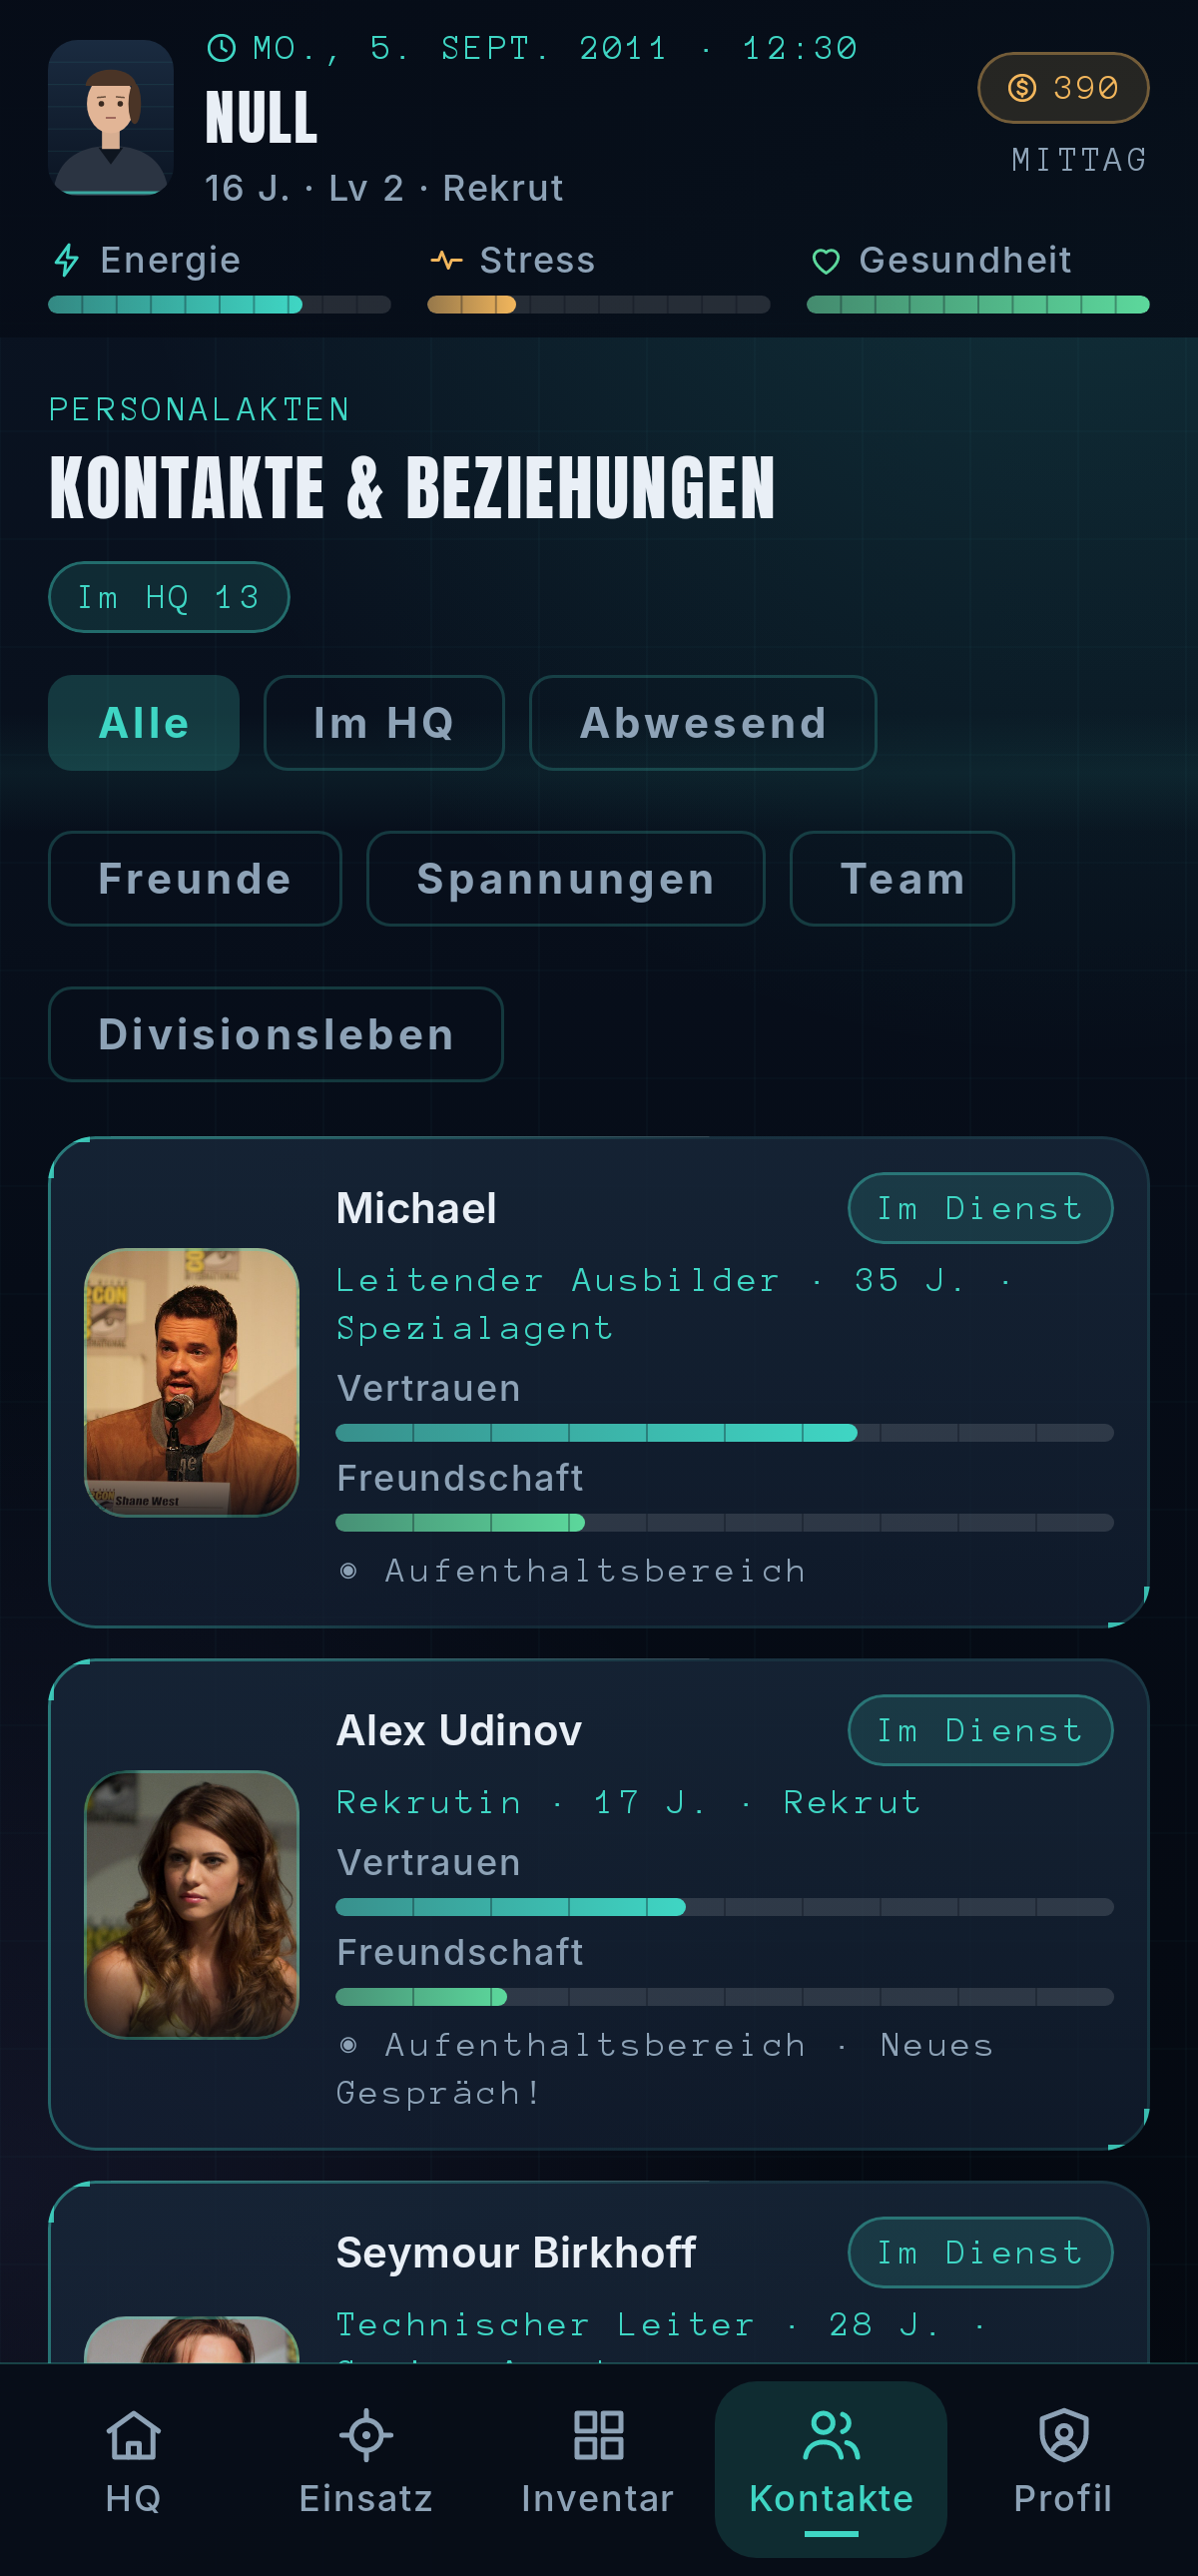 MO., 5. SEPT. 2011 · 12:30
NULL
16 J. · Lv 2 · Rekrut
390
MITTAG
Energie
Stress
Gesundheit
PERSONALAKTEN
KONTAKTE & BEZIEHUNGEN
Im HQ 13
Alle
Im HQ
Abwesend
Freunde
Spannungen
Team
Divisionsleben
Michael
Im Dienst
Leitender Ausbilder · 35 J. ·
Spezialagent
Vertrauen
Freundschaft
◉ Aufenthaltsbereich
CON
Shane West
Alex Udinov
Im Dienst
Rekrutin · 17 J. · Rekrut
Vertrauen
Freundschaft
◉ Aufenthaltsbereich · Neues
Gespräch!
Seymour Birkhoff
Im Dienst
Technischer Leiter · 28 J. ·
HQ
Einsatz
Inventar
Kontakte
Profil